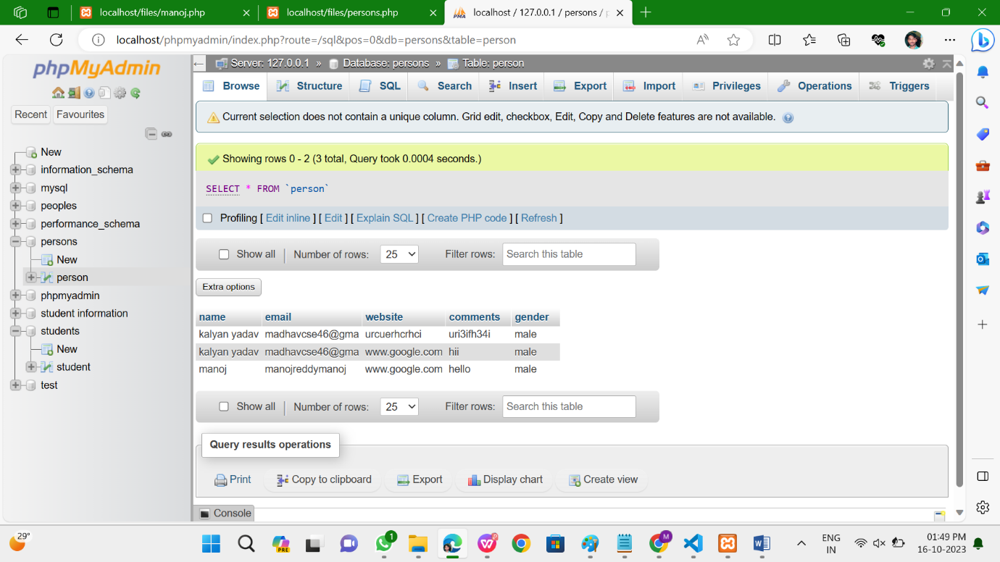 localhost/files/manoj.php
localhost/files/persons.php
localhost / 127.0.0.1 / persons / p
localhost/phpmyadmin/index.php?route=/sql&pos=0&db=persons&table=person
phpMyAdmin
Recent Favourites
New
information_schema
mysql
peoples
performance_schema
persons
New
person
phpmyadmin
student information
students
New
student
test
Server: 127.0.0.1 » Database: persons » Table: person
Browse Structure SQL Search Insert Export Import Privileges Operations Triggers
Current selection does not contain a unique column. Grid edit, checkbox, Edit, Copy and Delete features are not available.
Showing rows 0 - 2 (3 total, Query took 0.0004 seconds.)
SELECT * FROM `person`
Profiling [ Edit inline ] [ Edit ] [ Explain SQL ] [ Create PHP code ] [ Refresh ]
Show all | Number of rows: 25 Filter rows: Search this table
Extra options
name email website comments gender
kalyan yadav madhavcse46@gma urcuerhcrhci uri3ifh34i male
kalyan yadav madhavcse46@gma www.google.com hii male
manoj manojreddymanoj www.google.com hello male
Show all | Number of rows: 25 Filter rows: Search this table
Query results operations
Print Copy to clipboard Export Display chart Create view
Console
29°
PRE
1
M
ENG
IN
01:49 PM
16-10-2023